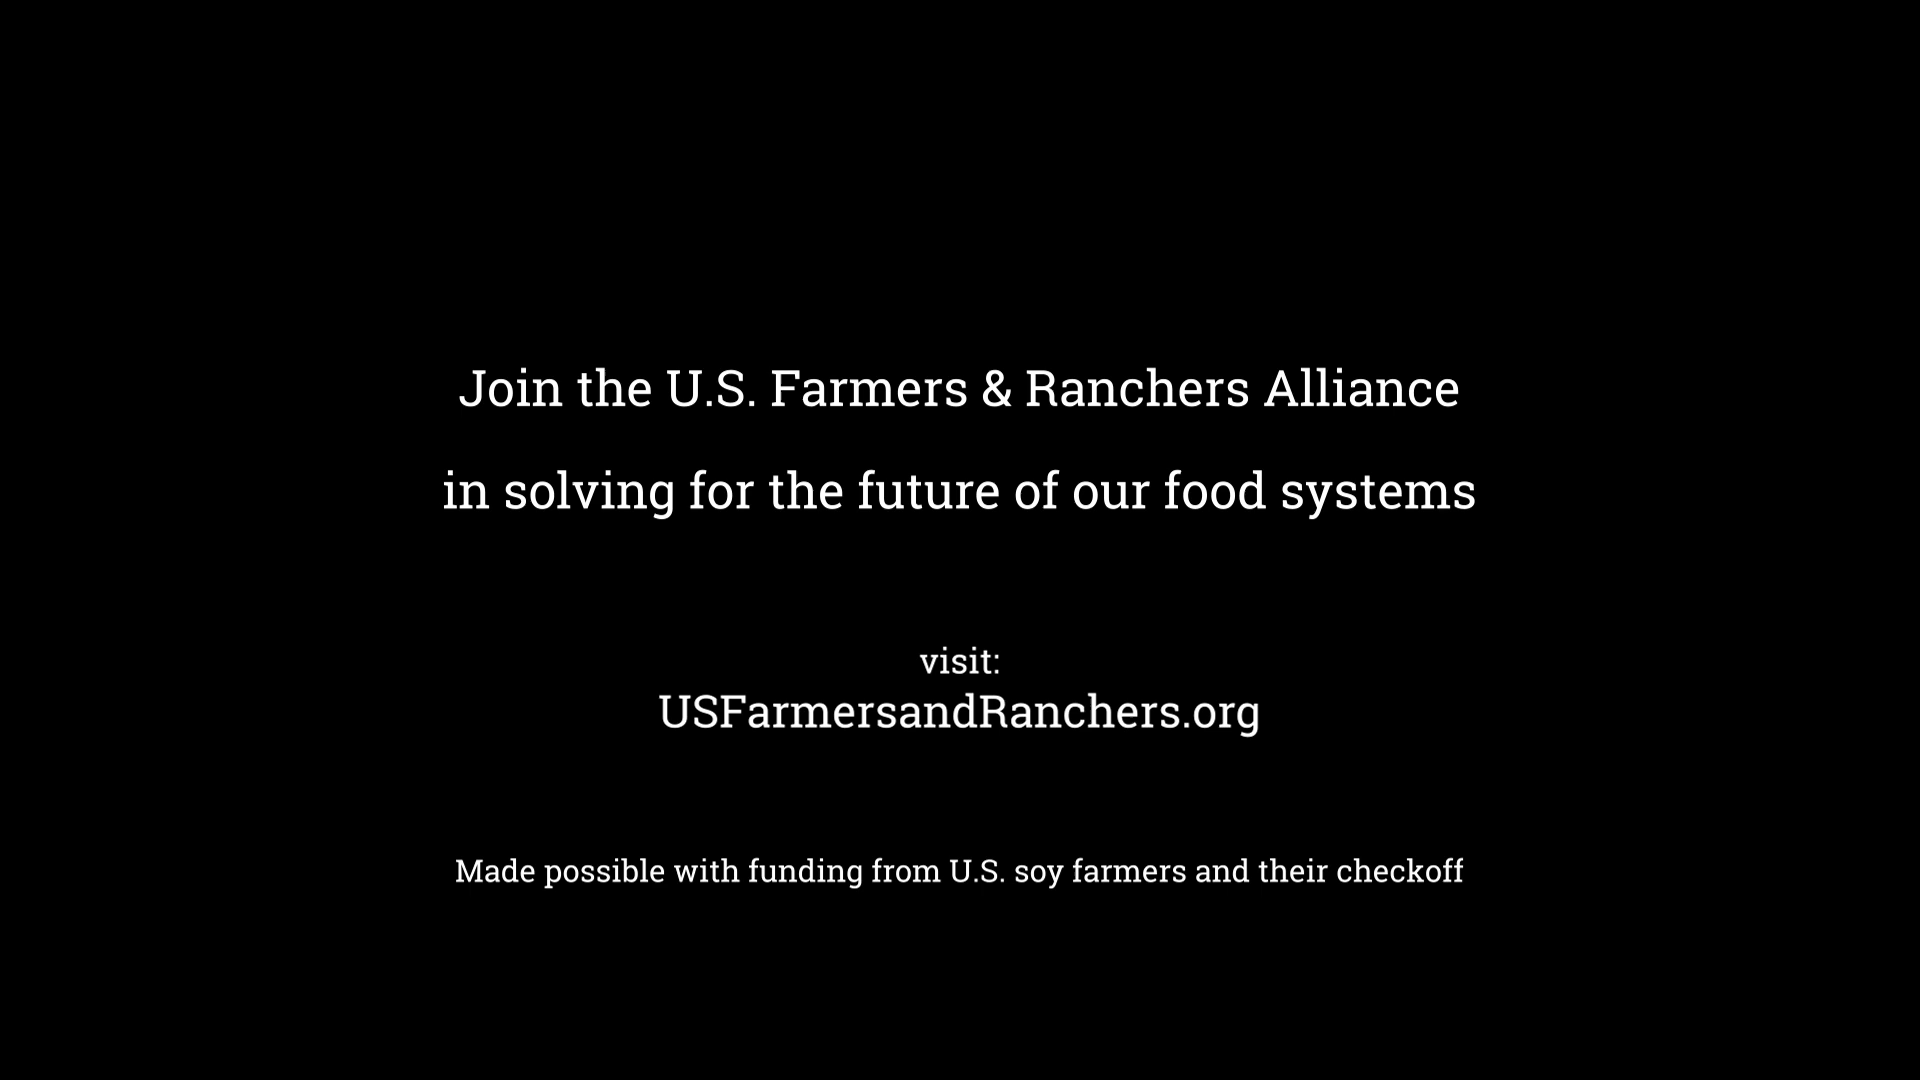 Join the U.S. Farmers & Ranchers Alliance
in solving for the future of our food systems
visit:
USFarmersandRanchers.org
Made possible with funding from U.S. soy farmers and their checkoff